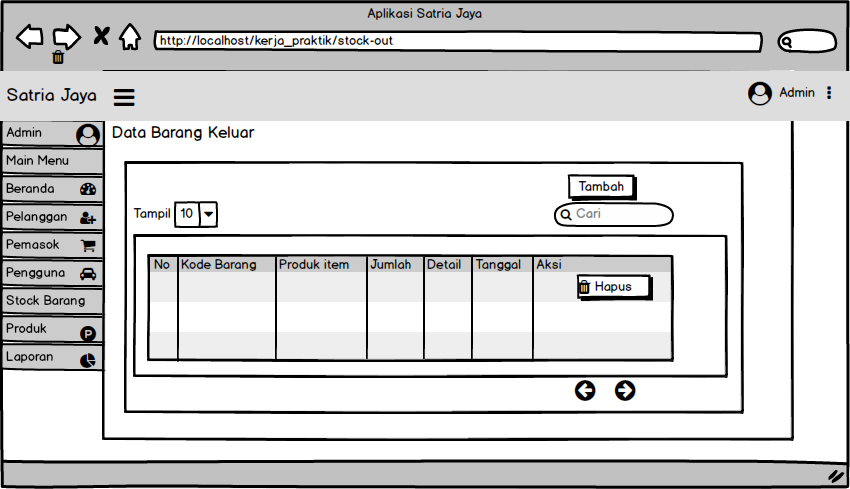 Aplikasi Satria Jaya
http://localhost/kerja_praktik/stock-out
Satria Jaya
Admin
Admin
Data Barang Keluar
Main Menu
Beranda
Pelanggan
Pemasok
Pengguna
Stock Barang
Produk
P
Laporan
Tambah
Tampil 10
Cari
No Kode Barang Produk item Jumlah Detail Tanggal Aksi
Hapus